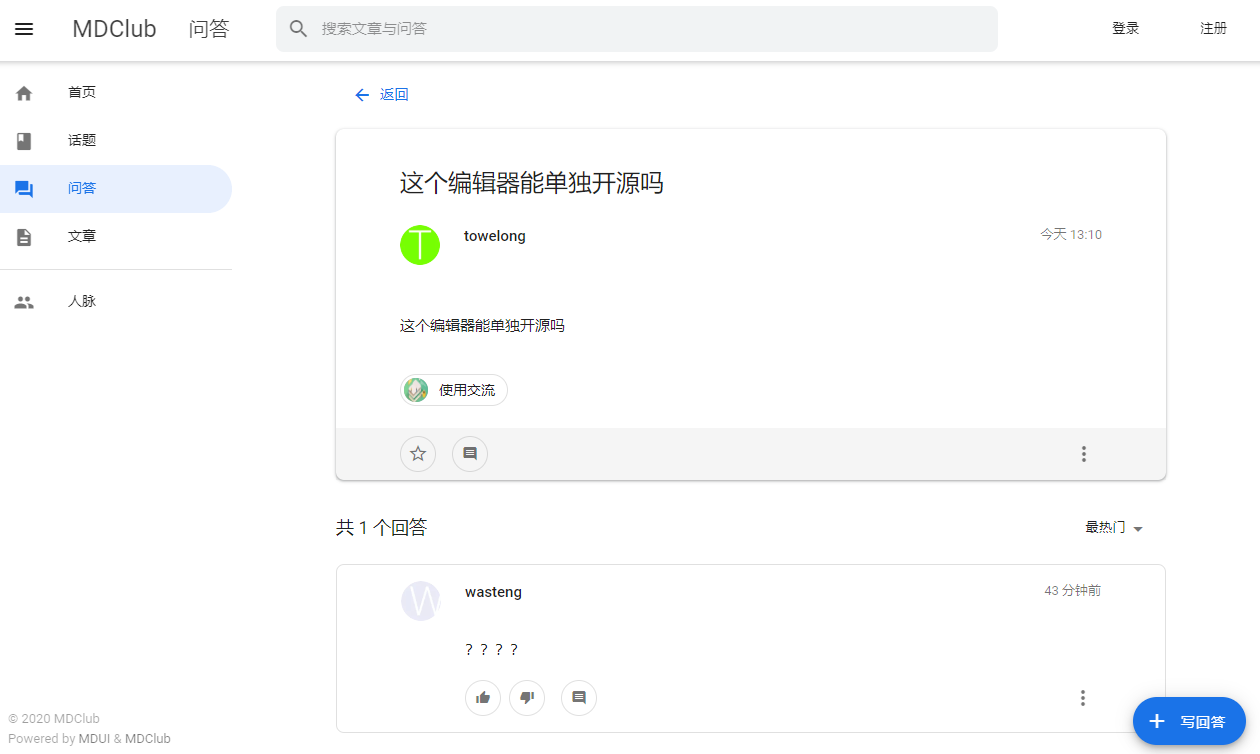 MDClub 问答 搜索文章与问答 登录 注册
首页
话题
问答
文章
人脉
返回
这个编辑器能单独开源吗
T towelong 今天 13:10
这个编辑器能单独开源吗
使用交流
共 1 个回答 最热门
W wasteng 43 分钟前
？？？？
写回答
© 2020 MDClub
Powered by MDUI & MDClub